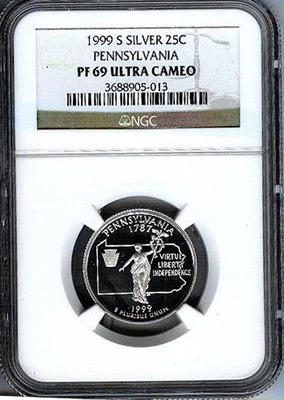 1999 S SILVER 25C
PENNSYLVANIA
PF 69 ULTRA CAMEO
3688905-013
NGC
PENNSYLVANIA
1787
VIRTUE
LIBERTY
INDEPENDENCE
1999
E PLURIBUS UNUM